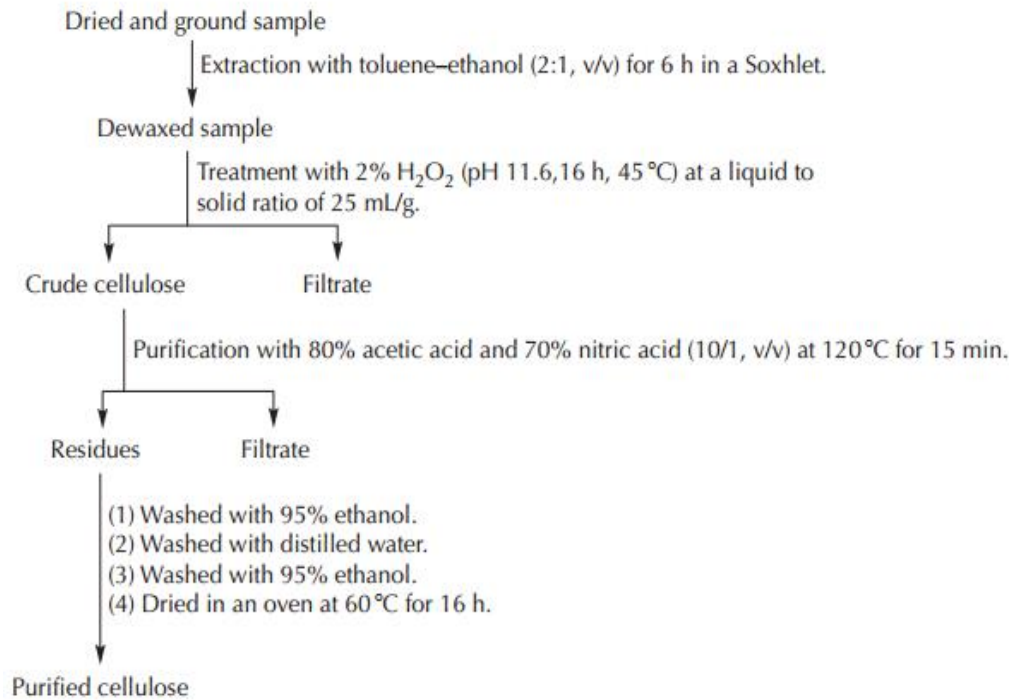 Dried and ground sample
Extraction with toluene–ethanol (2:1, v/v) for 6 h in a Soxhlet.
Dewaxed sample
Treatment with 2% H₂O₂ (pH 11.6,16 h, 45 °C) at a liquid to
solid ratio of 25 mL/g.
Crude cellulose
Filtrate
Purification with 80% acetic acid and 70% nitric acid (10/1, v/v) at 120 °C for 15 min.
Residues
Filtrate
(1) Washed with 95% ethanol.
(2) Washed with distilled water.
(3) Washed with 95% ethanol.
(4) Dried in an oven at 60 °C for 16 h.
Purified cellulose